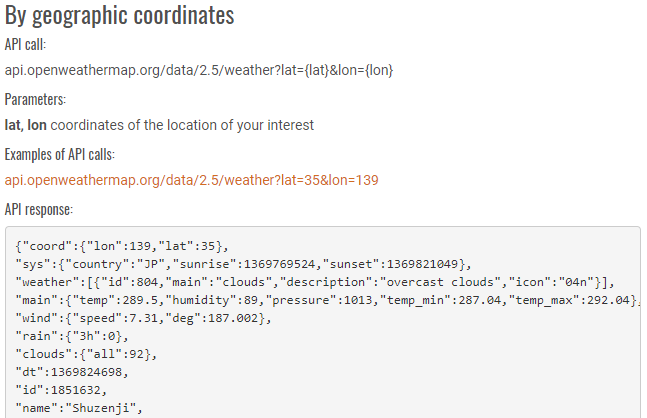 By geographic coordinates
API call:
api.openweathermap.org/data/2.5/weather?lat={lat}&lon={lon}
Parameters:
lat, lon coordinates of the location of your interest
Examples of API calls:
api.openweathermap.org/data/2.5/weather?lat=35&lon=139
API response:
{"coord":{"lon":139,"lat":35},
"sys":{"country":"JP","sunrise":1369769524,"sunset":1369821049},
"weather":[{"id":804,"main":"clouds","description":"overcast clouds","icon":"04n"}],
"main":{"temp":289.5,"humidity":89,"pressure":1013,"temp_min":287.04,"temp_max":292.04},
"wind":{"speed":7.31,"deg":187.002},
"rain":{"3h":0},
"clouds":{"all":92},
"dt":1369824698,
"id":1851632,
"name":"Shuzenji",